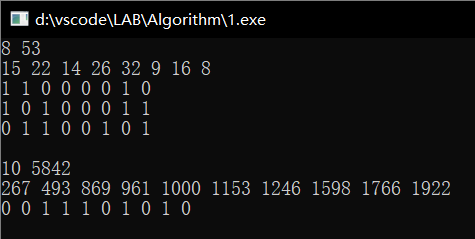 d:\vscode\LAB\Algorithm\1.exe
8 53
15 22 14 26 32 9 16 8
1 1 0 0 0 0 1 0
1 0 1 0 0 0 1 1
0 1 1 0 0 1 0 1
10 5842
267 493 869 961 1000 1153 1246 1598 1766 1922
0 0 1 1 1 0 1 0 1 0